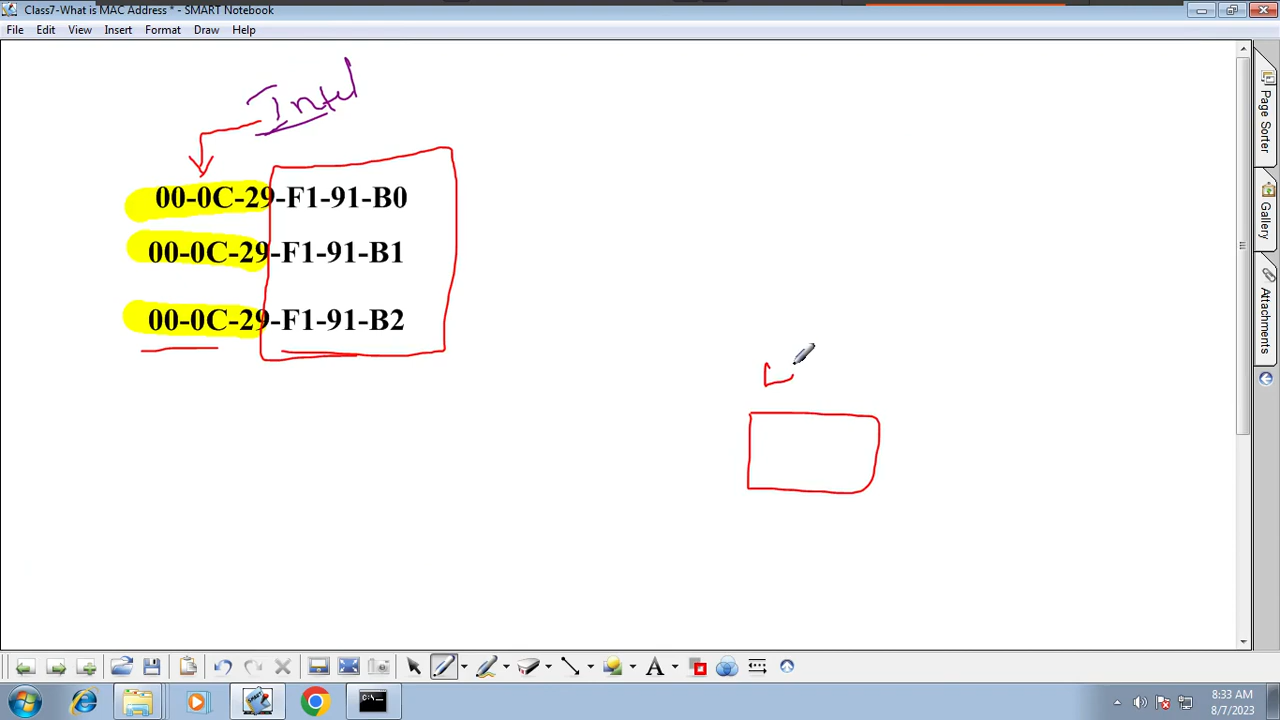 Class7-What is MAC Address * - SMART Notebook
File Edit View Insert Format Draw Help
Intel
00-0C-29-F1-91-B0
00-0C-29-F1-91-B1
00-0C-29-F1-91-B2
Page Sorter
Gallery
Attachments
8:33 AM
8/7/2023